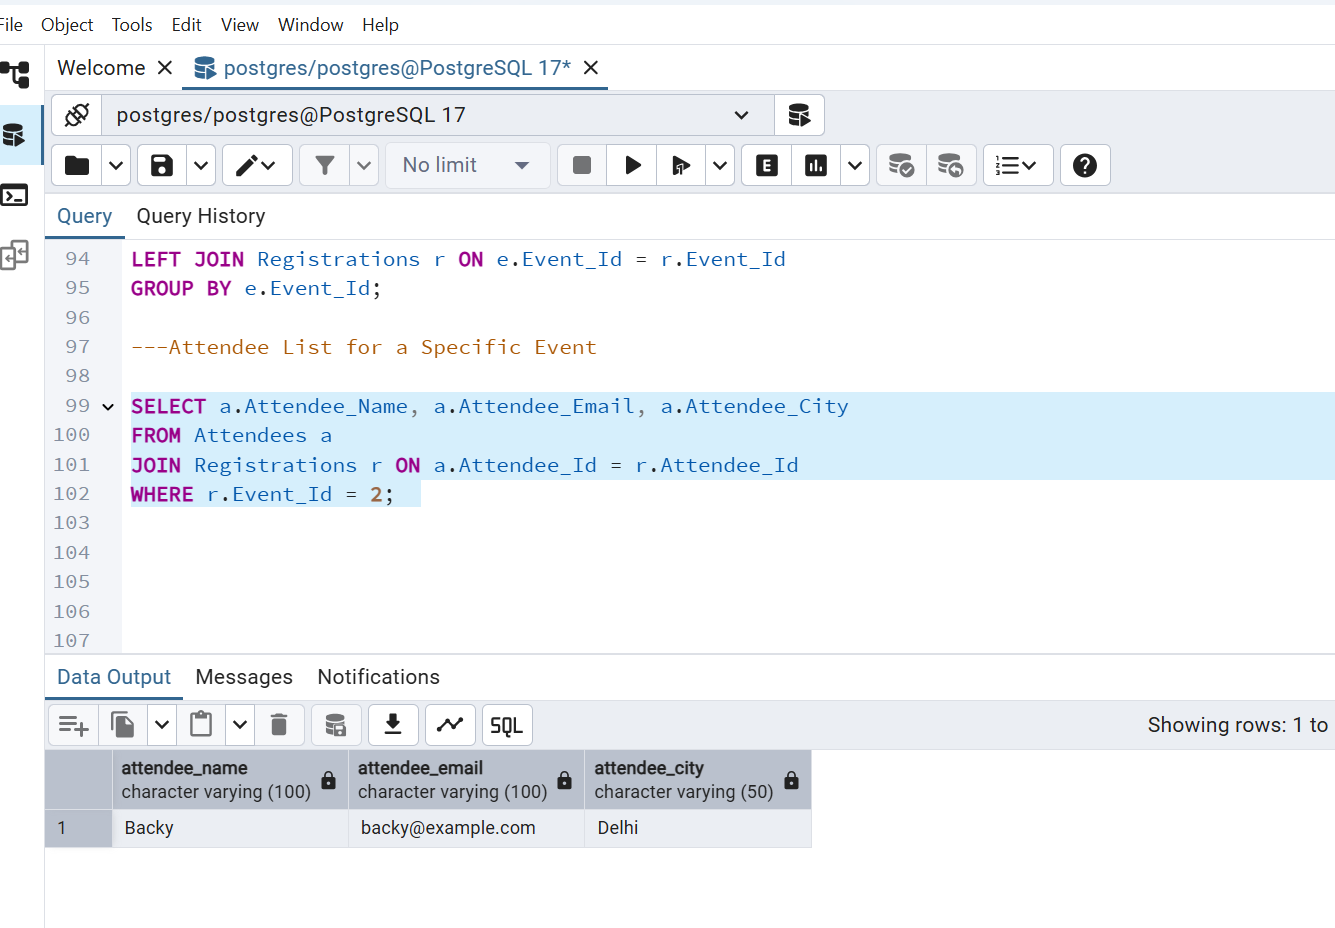 File Object Tools Edit View Window Help
Welcome postgres/postgres@PostgreSQL 17*
postgres/postgres@PostgreSQL 17
No limit E
Query Query History
94 LEFT JOIN Registrations r ON e.Event_Id = r.Event_Id
95 GROUP BY e.Event_Id;
96
97 ---Attendee List for a Specific Event
98
99 SELECT a.Attendee_Name, a.Attendee_Email, a.Attendee_City
100 FROM Attendees a
101 JOIN Registrations r ON a.Attendee_Id = r.Attendee_Id
102 WHERE r.Event_Id = 2;
103
104
105
106
107
Data Output Messages Notifications
SQL Showing rows: 1 to
attendee_name attendee_email attendee_city
character varying (100) character varying (100) character varying (50)
1 Backy backy@example.com Delhi